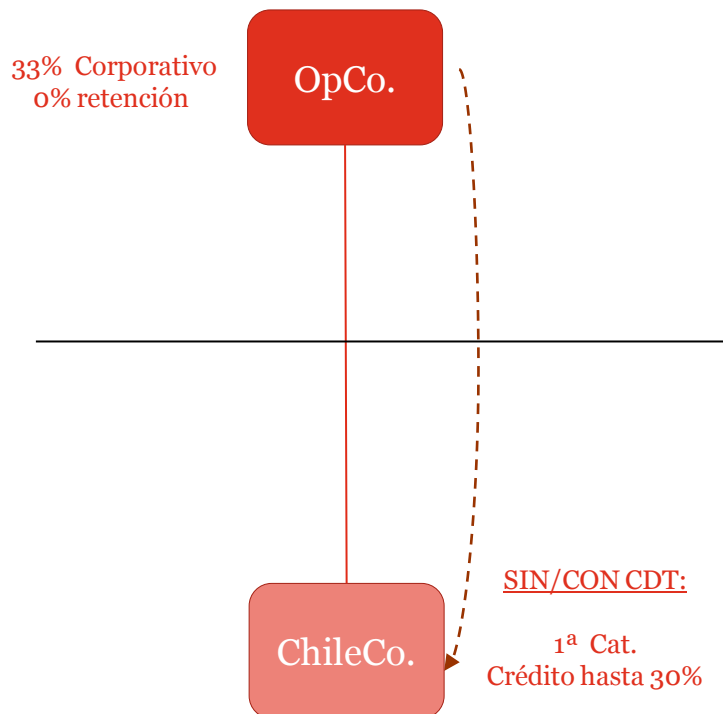 33% Corporativo
0% retención
OpCo.
SIN/CON CDT:
ChileCo.
1ª Cat.
Crédito hasta 30%